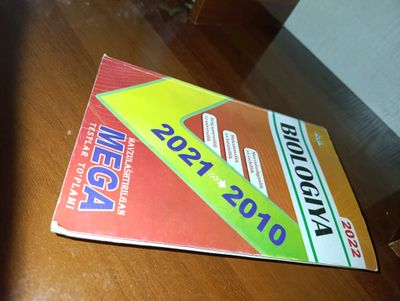 BIOLOGIYA
2022
2021
2010
MAVZULASHTIRILGAN
MEGA
TESTLAR TO'PLAMI